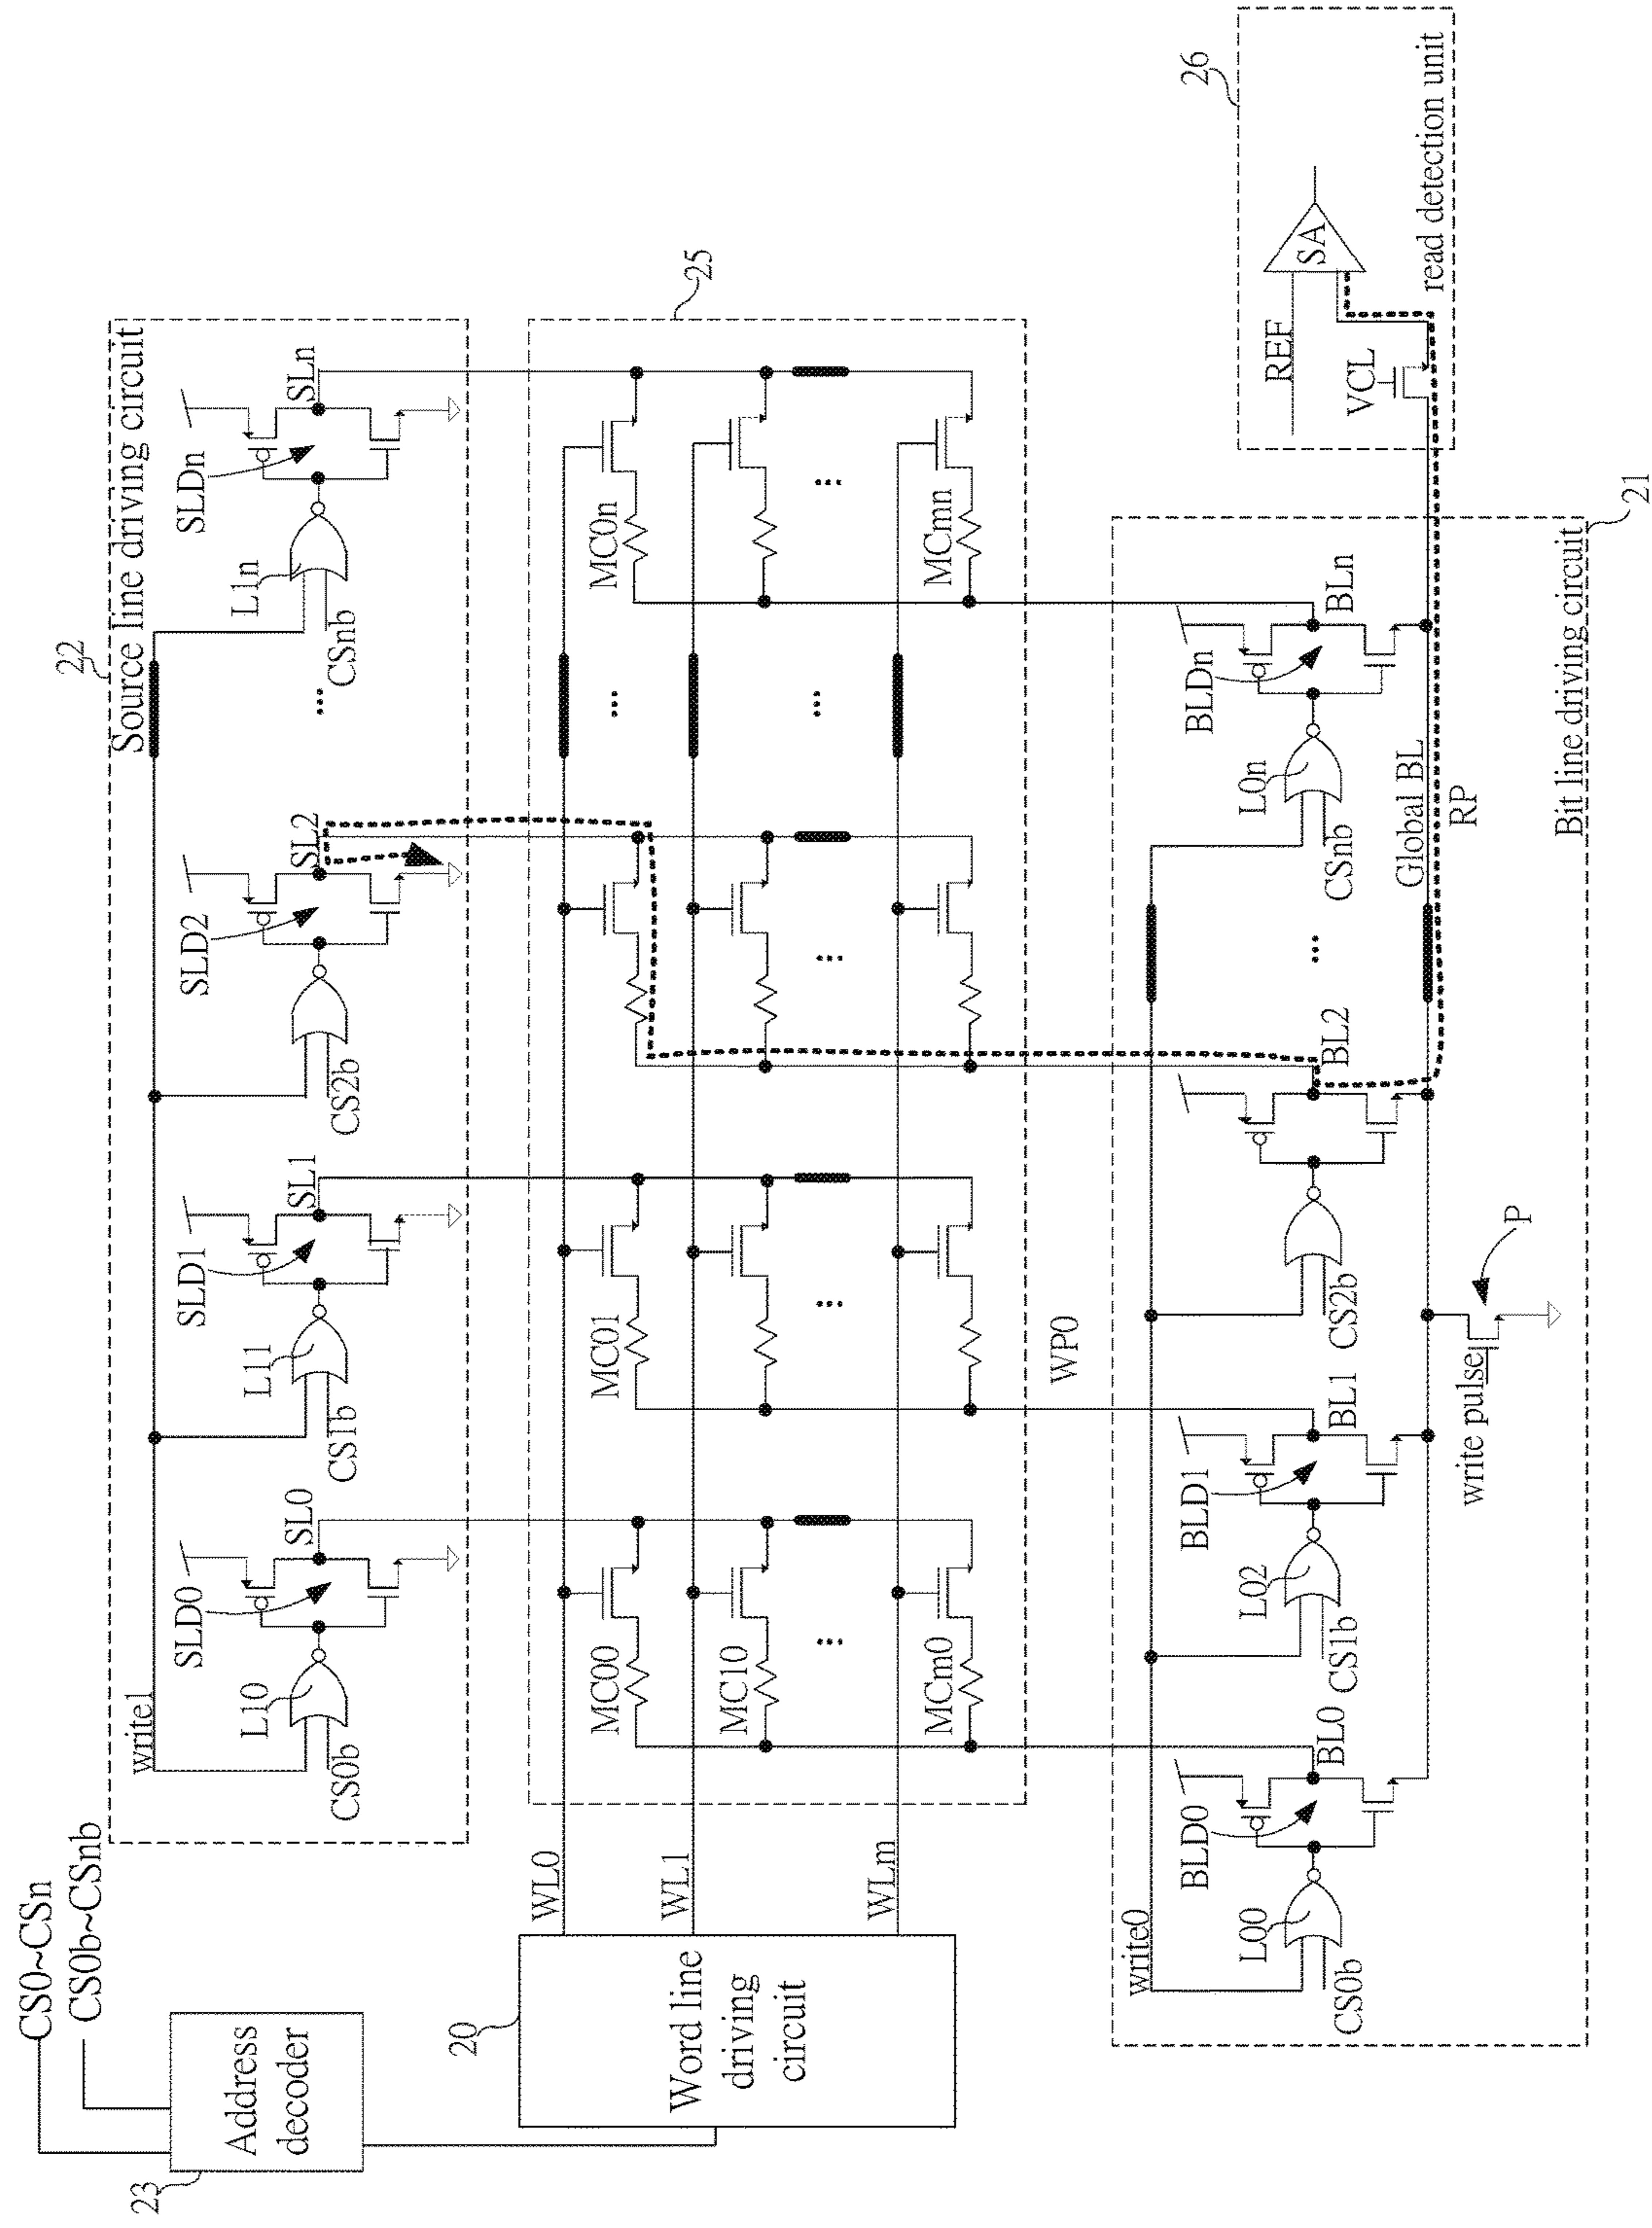 CS0~CSn
CS0b~CSnb
Address
decoder
23
22
Source line driving circuit
write1
L10
CS0b
SLD0
SL0
L11
CS1b
SLD1
SL1
CS2b
SLD2
SL2
...
L1n
CSnb
SLDn
SLn
20
Word line
driving
circuit
WL0
WL1
WLm
25
MC00
MC01
...
MC0n
MC10
MCm0
...
...
...
...
...
MCmn
WP0
write0
L00
CS0b
BLD0
BL0
L02
CS1b
BLD1
BL1
CS2b
BL2
...
L0n
CSnb
BLDn
BLn
Global BL
RP
write pulse
P
Bit line driving circuit
21
26
REF
SA
VCL
read detection unit